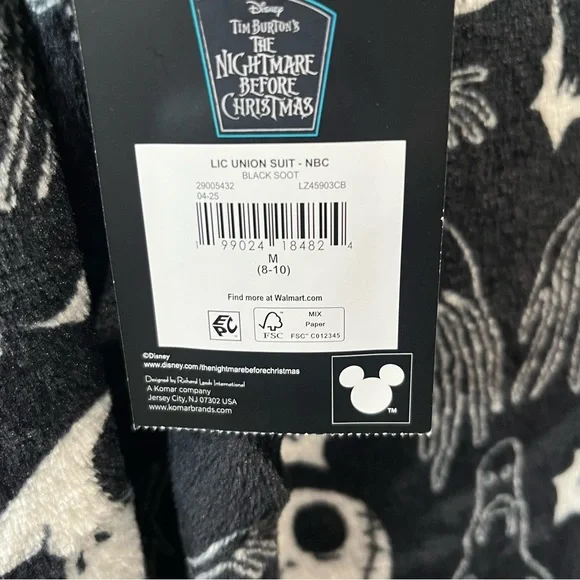 Disney
TIM BURTON'S
THE
NIGHTMARE
BEFORE
CHRISTMAS
LIC UNION SUIT - NBC
BLACK SOOT
29005432 LZ45903CB
04-25
1 99024 18482 4
M
(8-10)
Find more at Walmart.com
EPC
FSC
MIX
Paper
FSC™ C012345
©Disney
www.disney.com/thenightmarebeforechristmas
Designed by Richard Leeds International
A Komar company
Jersey City, NJ 07302 USA
www.komarbrands.com
TM